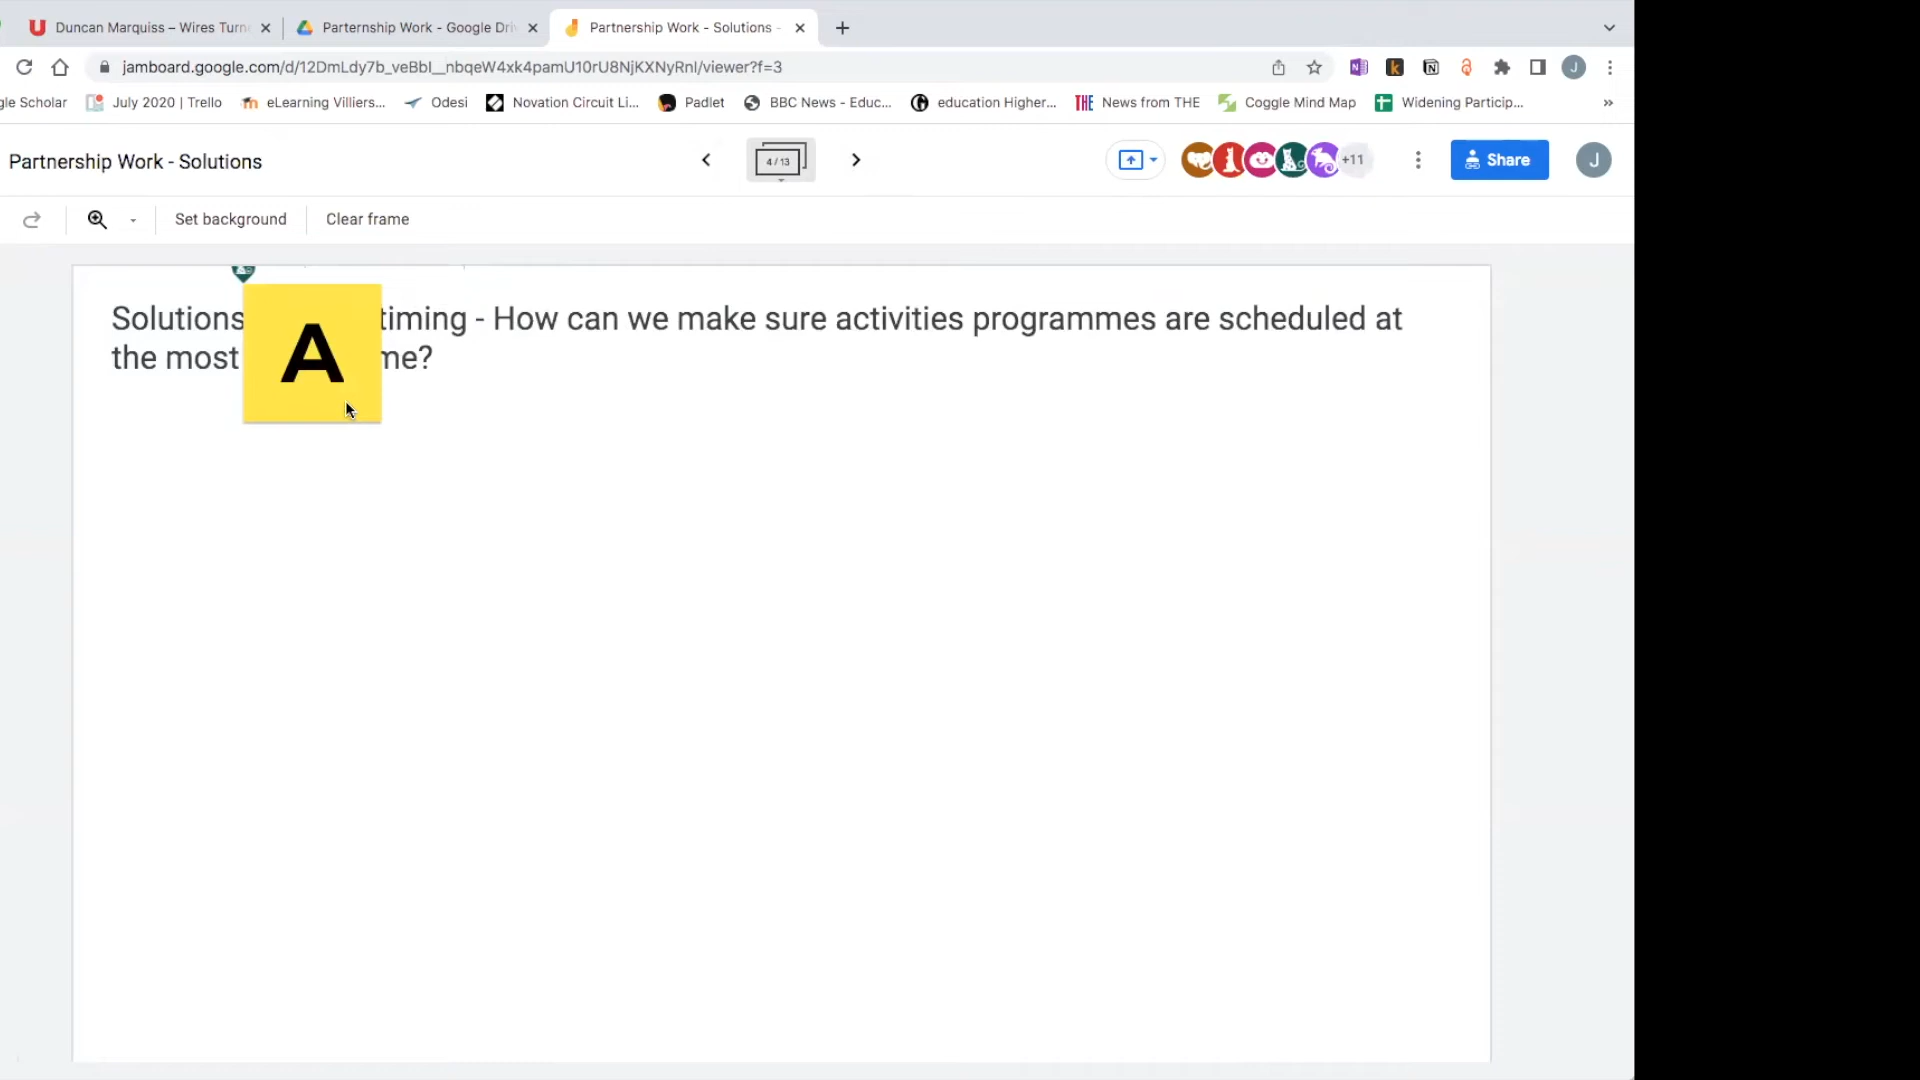 Duncan Marquiss – Wires Turn
Parternship Work - Google Dri
Partnership Work - Solutions -
jamboard.google.com/d/12DmLdy7b_veBbl__nbqeW4xk4pamU10rU8NjKXNyRnI/viewer?f=3
J
gle Scholar
July 2020 | Trello
eLearning Villiers...
Odesi
Novation Circuit Li...
Padlet
BBC News - Educ...
education Higher...
THE News from THE
Coggle Mind Map
Widening Particip...
»
Partnership Work - Solutions
4 / 13
+11
Share
J
Set background
Clear frame
Solutions timing - How can we make sure activities programmes are scheduled at
the most me?
A